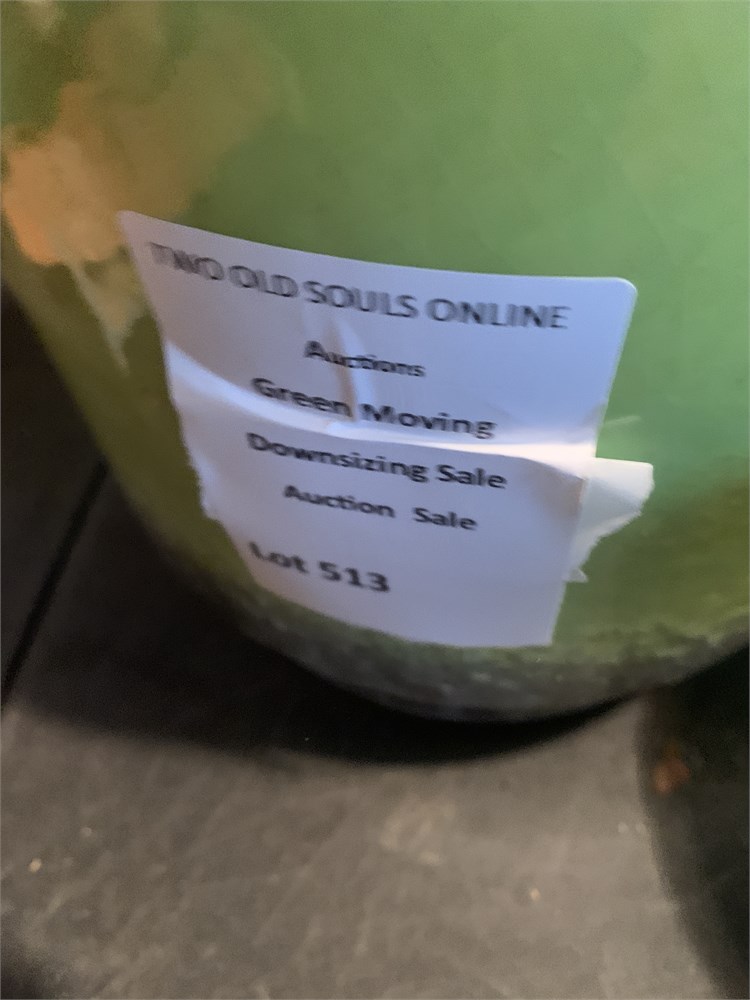 TWO OLD SOULS ONLINE
Auctions
Green Moving
Downsizing Sale
Auction Sale
Lot 513